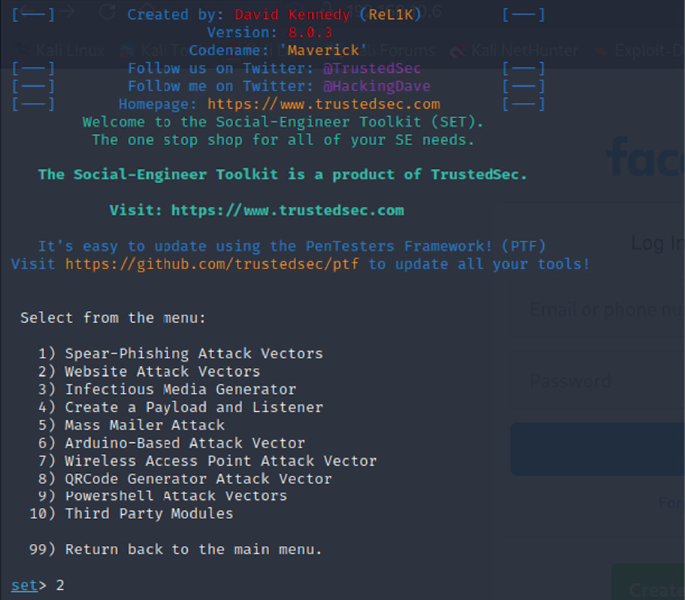 [---] Created by: David Kennedy (ReL1K) [---]
Version: 8.0.3
Codename: 'Maverick'
[---] Follow us on Twitter: @TrustedSec [---]
[---] Follow me on Twitter: @HackingDave [---]
[---] Homepage: https://www.trustedsec.com [---]
Welcome to the Social-Engineer Toolkit (SET).
The one stop shop for all of your SE needs.
The Social-Engineer Toolkit is a product of TrustedSec.
Visit: https://www.trustedsec.com
It's easy to update using the PenTesters Framework! (PTF)
Visit https://github.com/trustedsec/ptf to update all your tools!
Select from the menu:
1) Spear-Phishing Attack Vectors
2) Website Attack Vectors
3) Infectious Media Generator
4) Create a Payload and Listener
5) Mass Mailer Attack
6) Arduino-Based Attack Vector
7) Wireless Access Point Attack Vector
8) QRCode Generator Attack Vector
9) Powershell Attack Vectors
10) Third Party Modules
99) Return back to the main menu.
set> 2
Kali Linux
Forums
Kali NetHunter
Exploit-D
fac
Log In
Email or phone nu
Password
Create